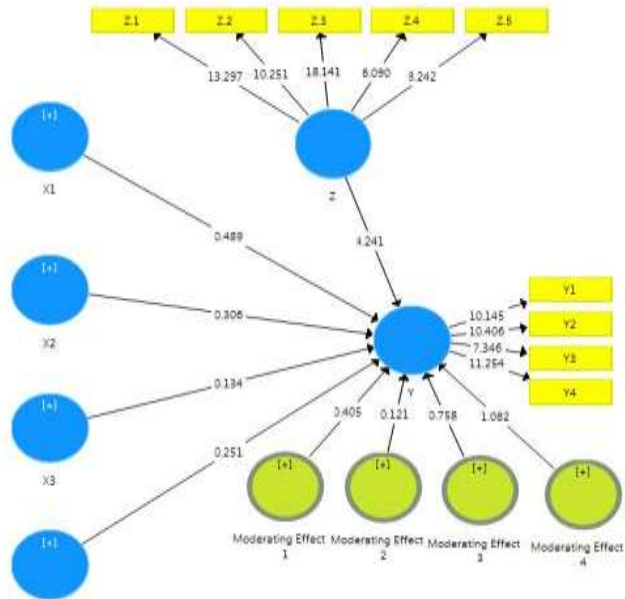 Z.1 Z.2 Z.3 Z.4 Z.5
13.297 10.251 18.141 8.090 8.242
[+]
X1
Z
0.489
4.241
[+]
X2
0.306
Y1
10.145
Y2
10.406
7.346
Y3
11.254
Y4
Y
[+]
X3
0.134
0.251
0.405 0.121 0.758 1.082
[+] [+] [+] [+]
Moderating Effect
1
Moderating Effect
2
Moderating Effect
3
Moderating Effect
4
[+]